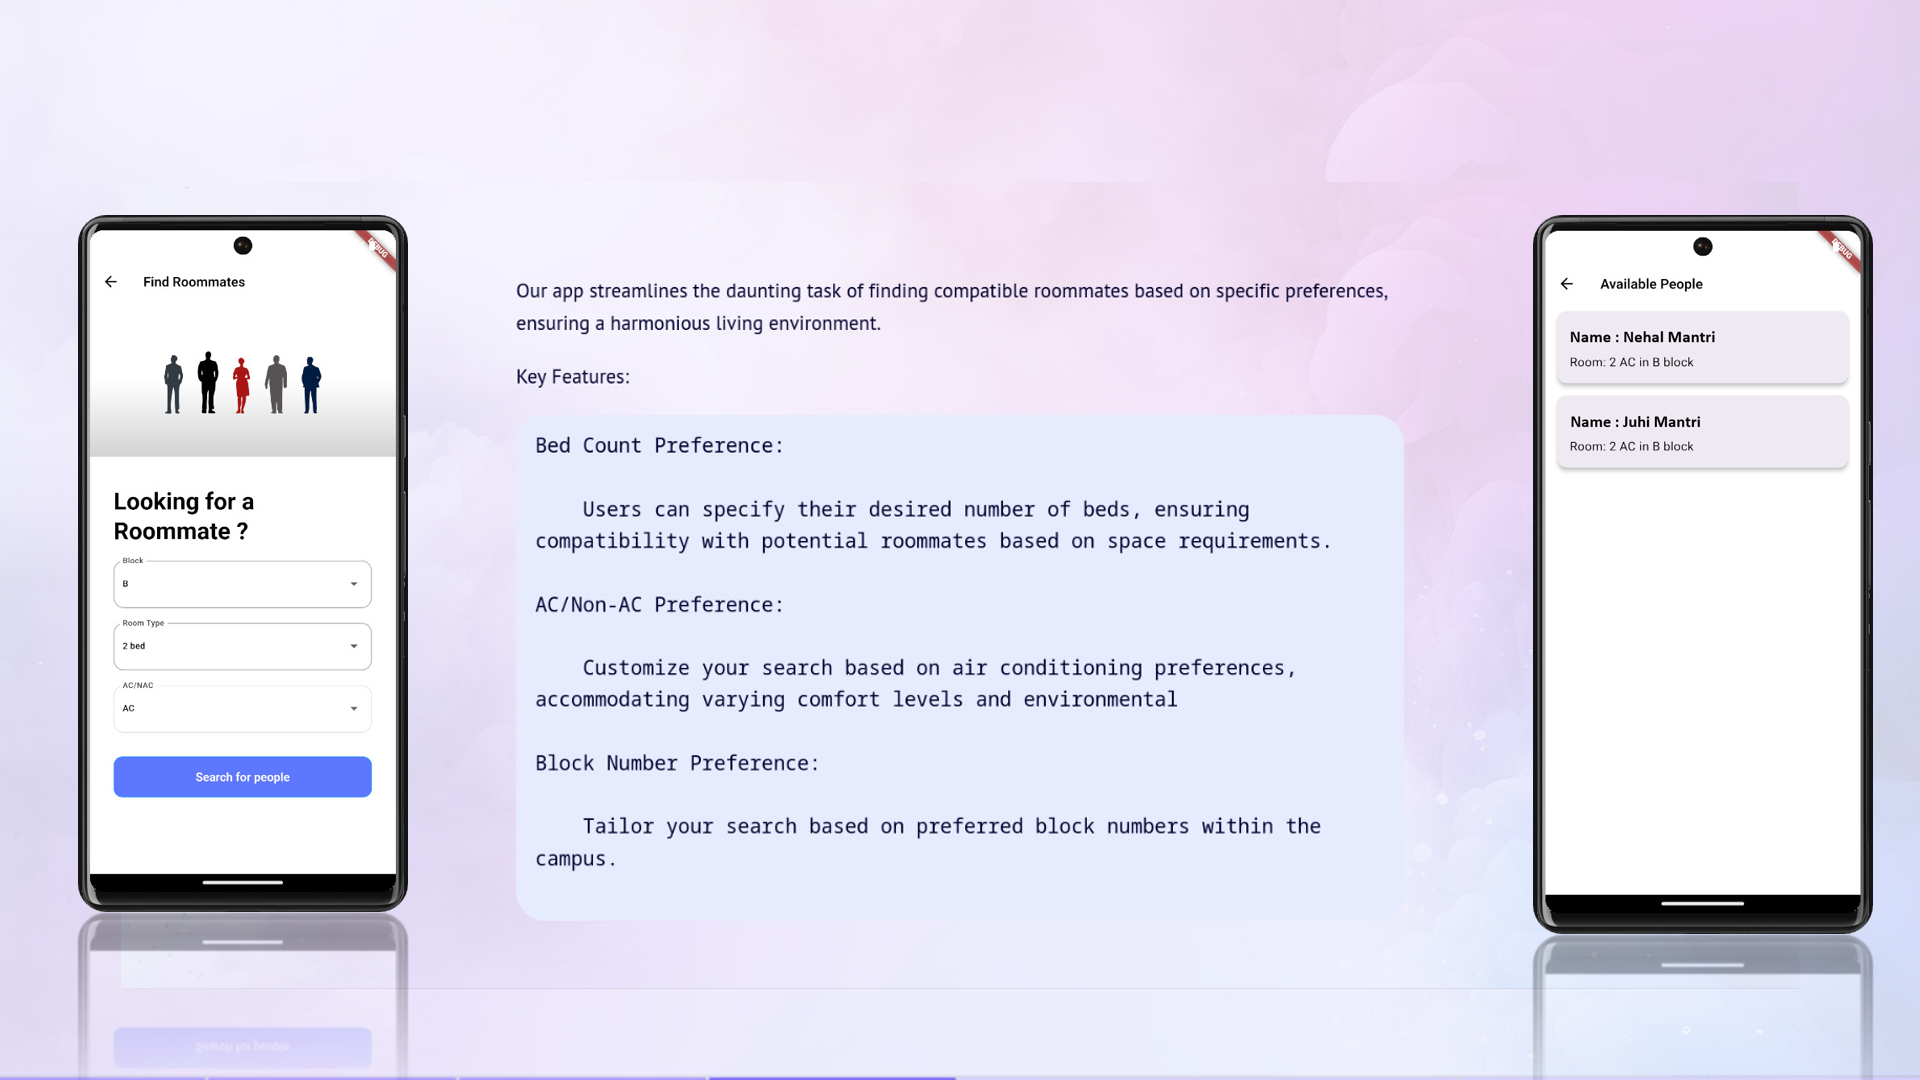 DEBUG
Find Roommates
Looking for a
Roommate ?
Block
B
Room Type
2 bed
AC/NAC
AC
Search for people
Our app streamlines the daunting task of finding compatible roommates based on specific preferences,
ensuring a harmonious living environment.
Key Features:
Bed Count Preference:
Users can specify their desired number of beds, ensuring
compatibility with potential roommates based on space requirements.
AC/Non-AC Preference:
Customize your search based on air conditioning preferences,
accommodating varying comfort levels and environmental
Block Number Preference:
Tailor your search based on preferred block numbers within the
campus.
DEBUG
Available People
Name : Nehal Mantri
Room: 2 AC in B block
Name : Juhi Mantri
Room: 2 AC in B block
Search for people